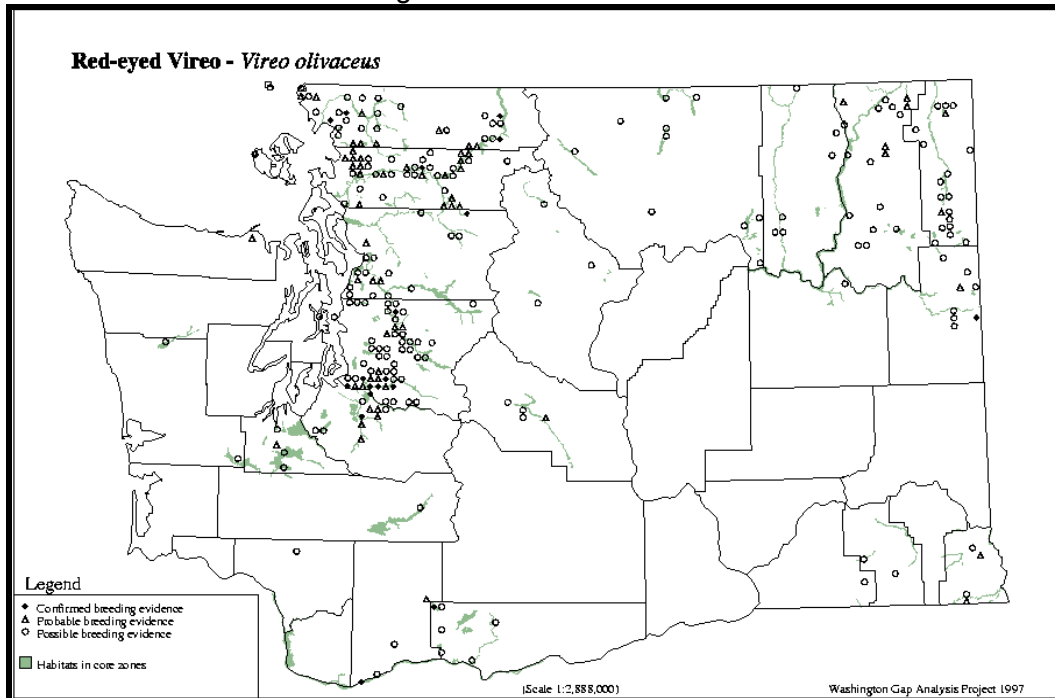 Red-eyed Vireo - Vireo olivaceus
Legend
Confirmed breeding evidence
Probable breeding evidence
Possible breeding evidence
Habitats in core zones
(Scale 1:2,888,000)
Washington Gap Analysis Project 1997